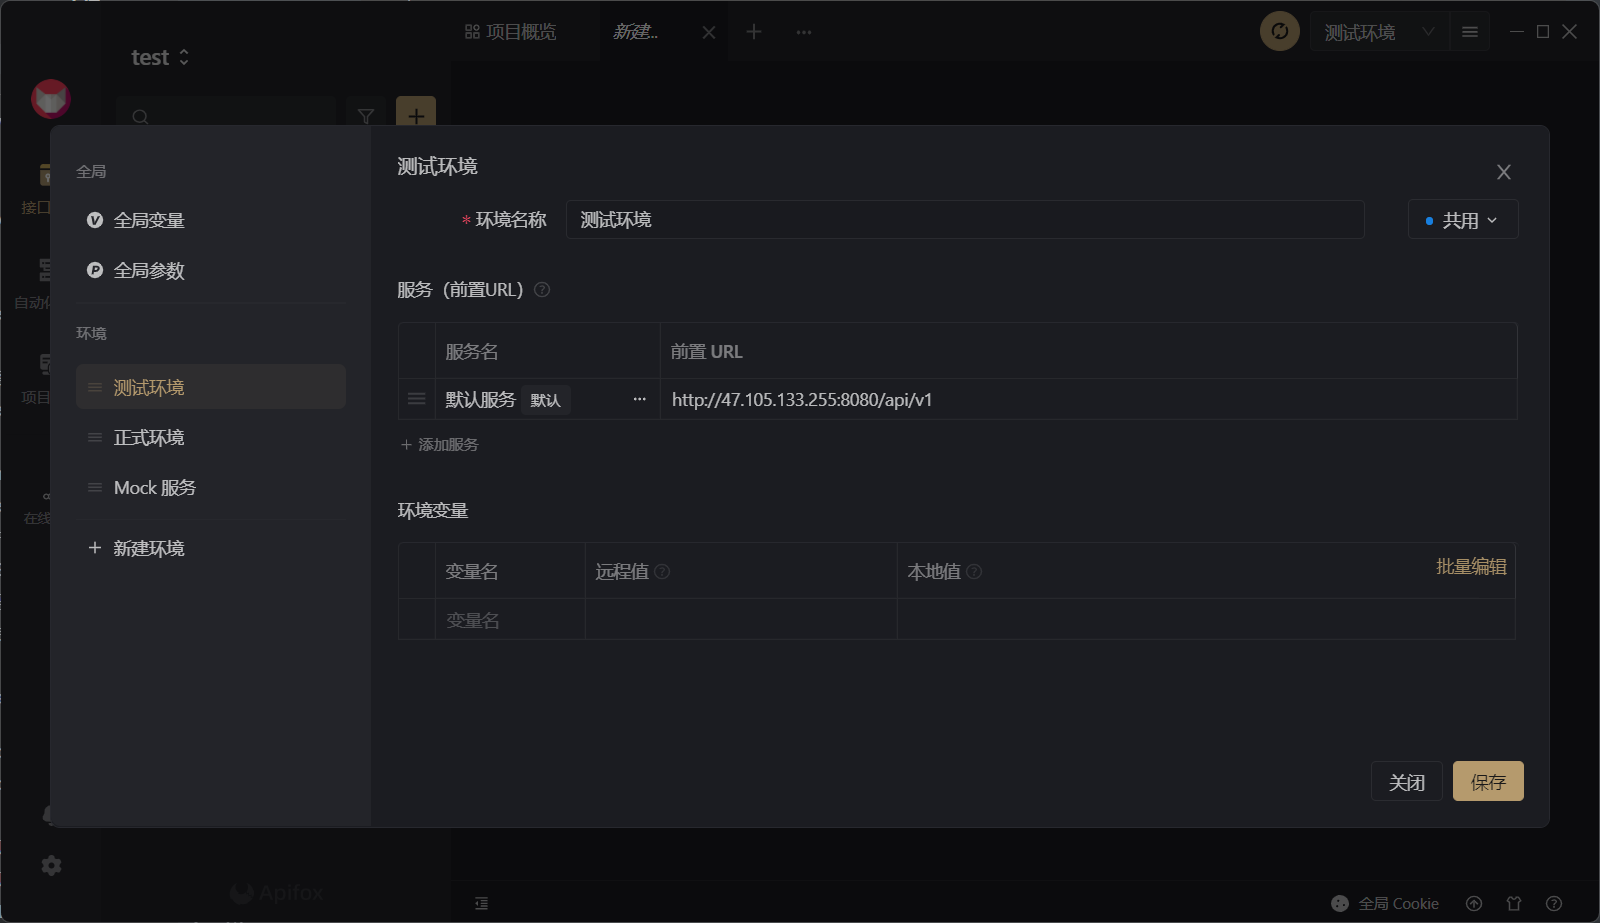 项目概览
新建...
测试环境
test
接口
自动化
项目
在线
全局
全局变量
全局参数
环境
测试环境
正式环境
Mock 服务
新建环境
测试环境
* 环境名称
测试环境
共用
服务（前置URL）
服务名
前置 URL
默认服务
默认
http://47.105.133.255:8080/api/v1
添加服务
环境变量
变量名
远程值
本地值
批量编辑
变量名
关闭
保存
Apifox
全局 Cookie